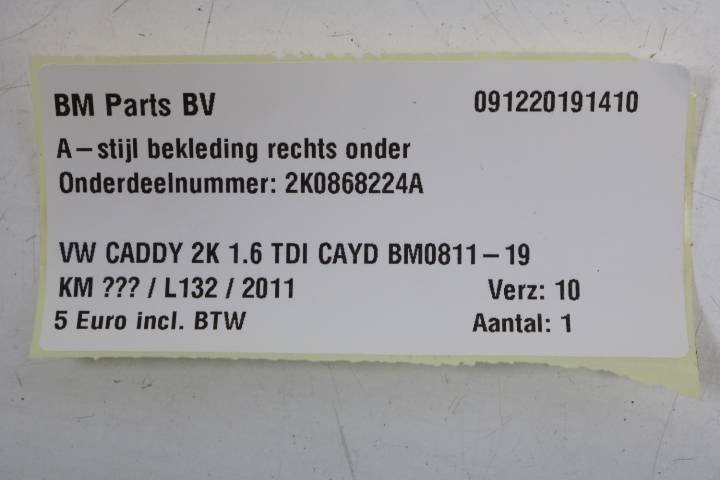 BM Parts BV 091220191410
A-stijl bekleding rechts onder
Onderdeelnummer: 2K0868224A
VW CADDY 2K 1.6 TDI CAYD BM0811-19
KM ??? / L132 / 2011 Verz: 10
5 Euro incl. BTW Aantal: 1